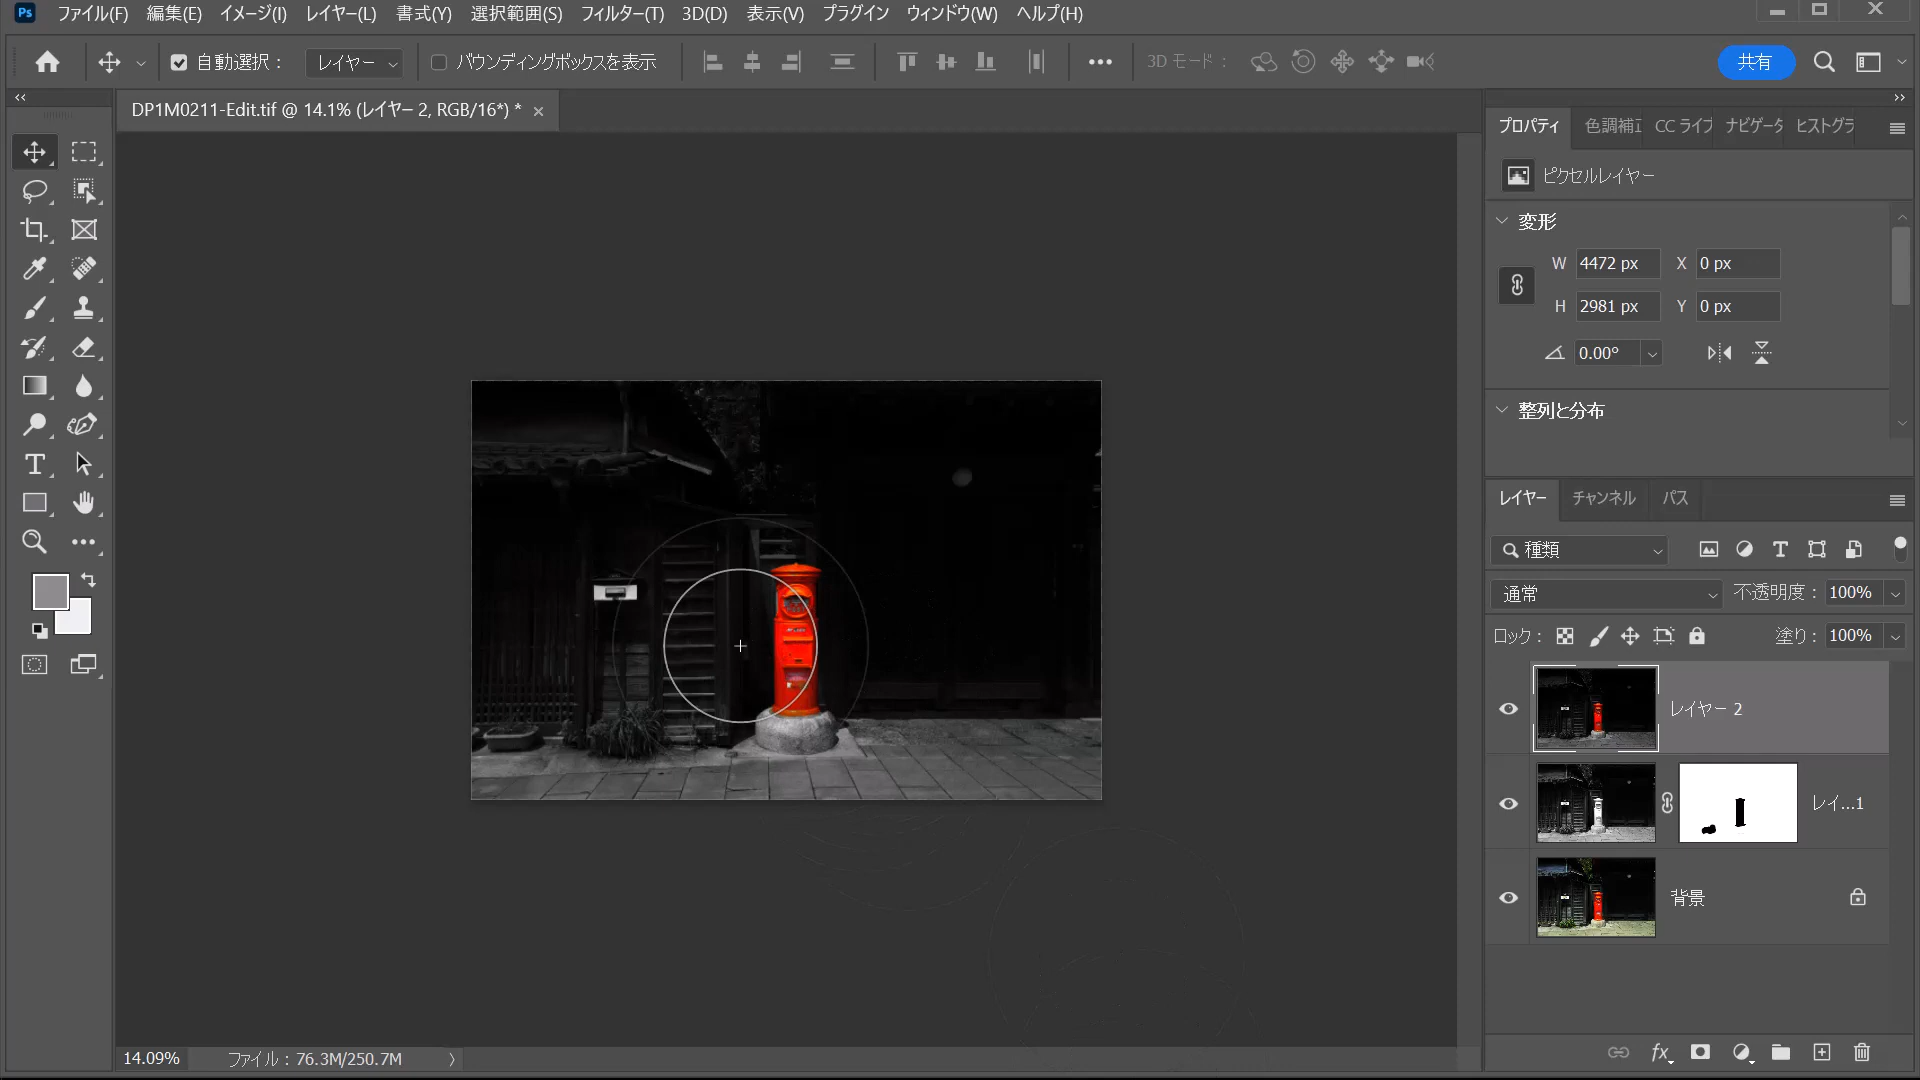 Ps ファイル(F) 編集(E) イメージ(I) レイヤー(L) 書式(Y) 選択範囲(S) フィルター(T) 3D(D) 表示(V) プラグイン ウィンドウ(W) ヘルプ(H)
自動選択： レイヤー バウンディングボックスを表示 3D モード： 共有
DP1M0211-Edit.tif @ 14.1% (レイヤー 2, RGB/16*) *
プロパティ 色調補正 CC ライブ ナビゲータ ヒストグラ
ピクセルレイヤー
変形
W 4472 px X 0 px
H 2981 px Y 0 px
0.00°
整列と分布
レイヤー チャンネル パス
種類
通常 不透明度： 100%
ロック： 塗り： 100%
レイヤー 2
レイ...1
背景
14.09% ファイル：76.3M/250.7M